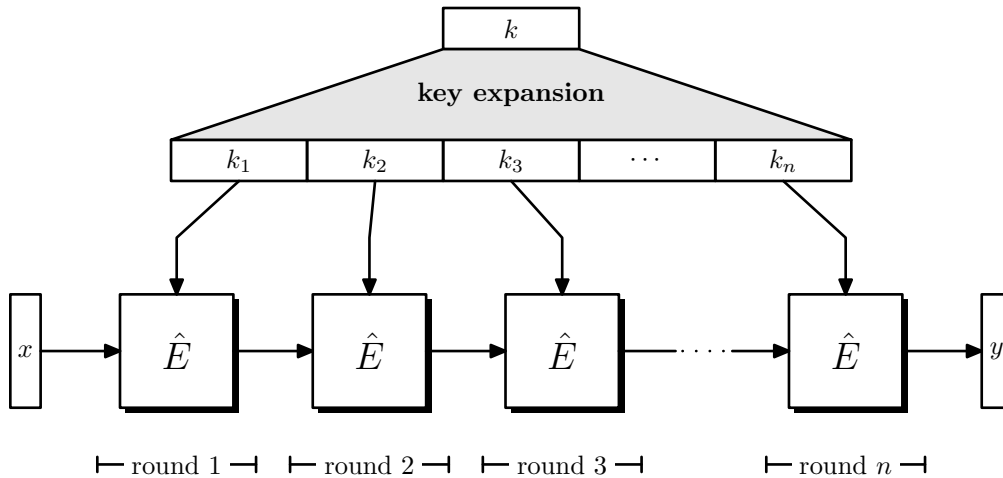 k
key expansion
k₁ k₂ k₃ ⋯ kₙ
x Ê Ê Ê ⋯⋅ Ê y
round 1 round 2 round 3 round n